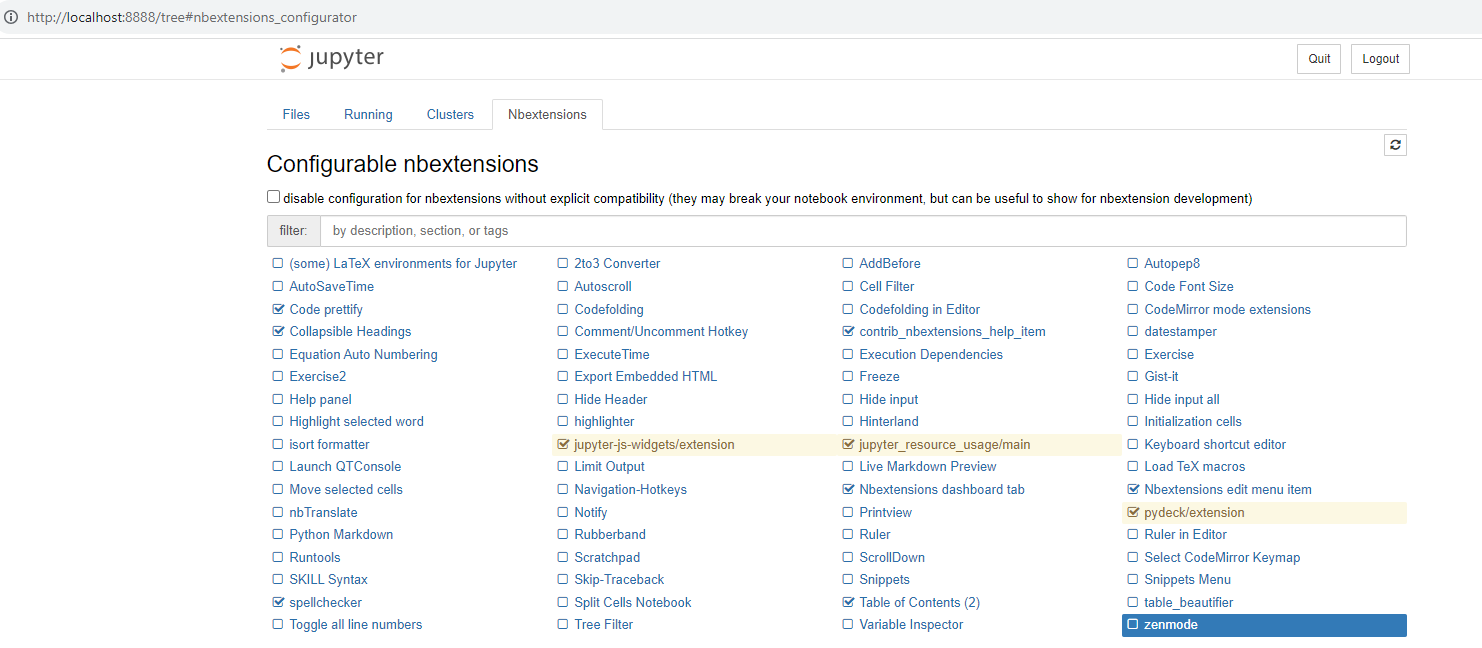 http://localhost:8888/tree#nbextensions_configurator
jupyter
Quit Logout
Files Running Clusters Nbextensions
Configurable nbextensions
disable configuration for nbextensions without explicit compatibility (they may break your notebook environment, but can be useful to show for nbextension development)
filter: by description, section, or tags
(some) LaTeX environments for Jupyter 2to3 Converter AddBefore Autopep8
AutoSaveTime Autoscroll Cell Filter Code Font Size
Code prettify Codefolding Codefolding in Editor CodeMirror mode extensions
Collapsible Headings Comment/Uncomment Hotkey contrib_nbextensions_help_item datestamper
Equation Auto Numbering ExecuteTime Execution Dependencies Exercise
Exercise2 Export Embedded HTML Freeze Gist-it
Help panel Hide Header Hide input Hide input all
Highlight selected word highlighter Hinterland Initialization cells
isort formatter jupyter-js-widgets/extension jupyter_resource_usage/main Keyboard shortcut editor
Launch QTConsole Limit Output Live Markdown Preview Load TeX macros
Move selected cells Navigation-Hotkeys Nbextensions dashboard tab Nbextensions edit menu item
nbTranslate Notify Printview pydeck/extension
Python Markdown Rubberband Ruler Ruler in Editor
Runtools Scratchpad ScrollDown Select CodeMirror Keymap
SKILL Syntax Skip-Traceback Snippets Snippets Menu
spellchecker Split Cells Notebook Table of Contents (2) table_beautifier
Toggle all line numbers Tree Filter Variable Inspector zenmode